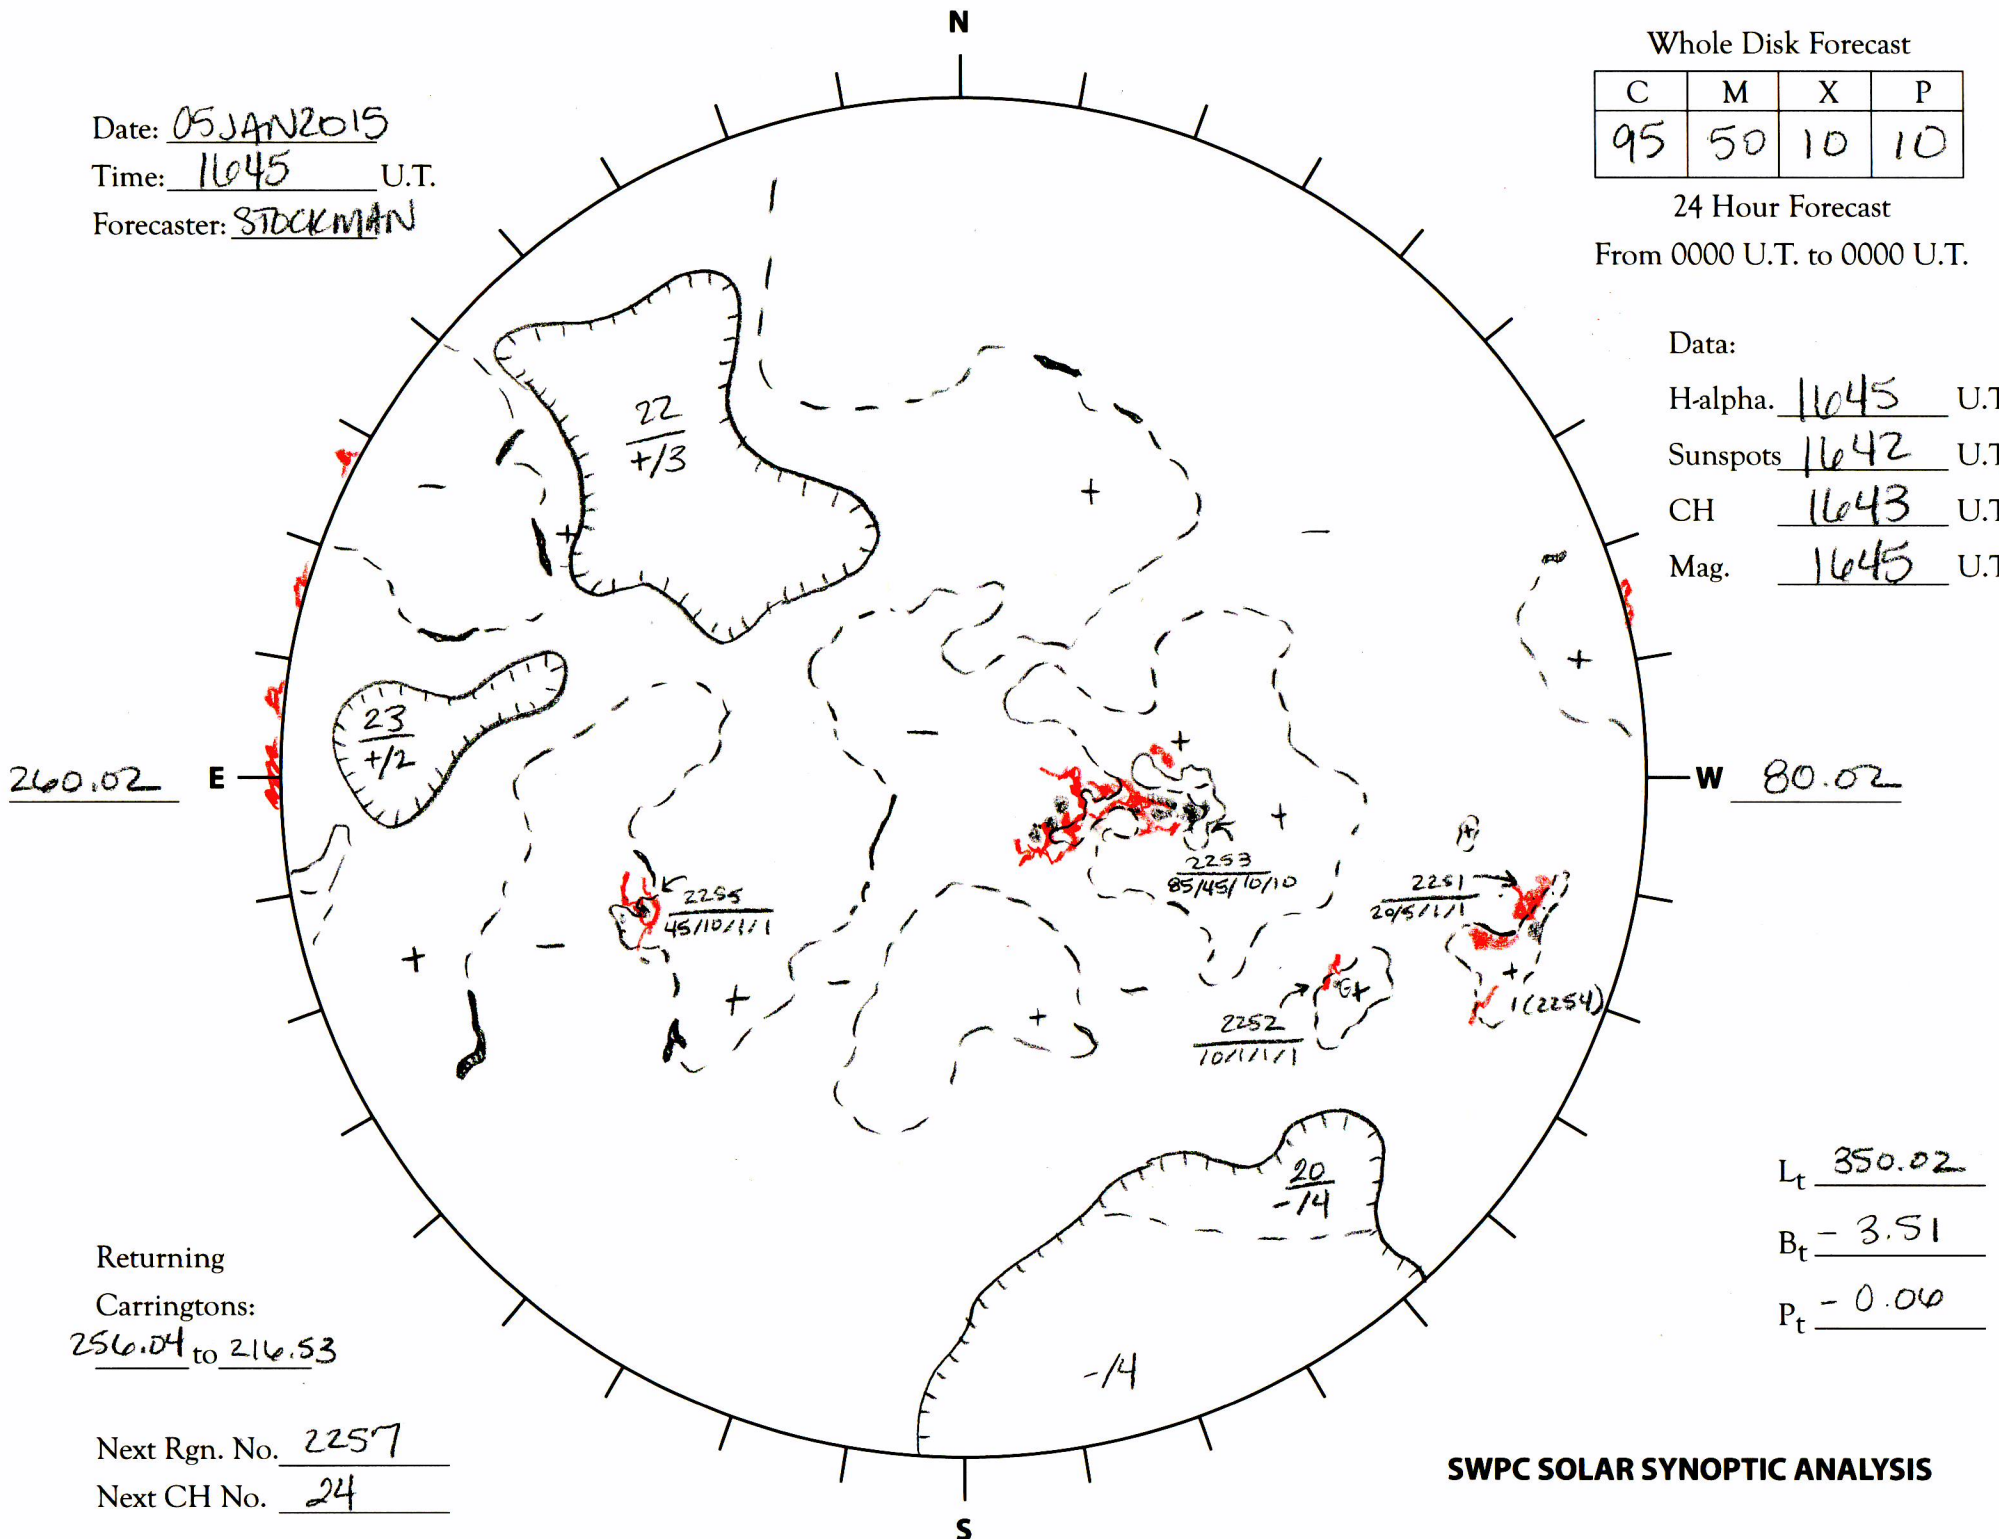 N
Whole Disk Forecast
C M X P
95 50 10 10
24 Hour Forecast
From 0000 U.T. to 0000 U.T.
Date: 05JAN2015
Time: 1645 U.T.
Forecaster: STOCKMAN
Data:
H-alpha. 1645 U.T
Sunspots 1642 U.T
CH 1643 U.T
Mag. 1645 U.T
22
+/3
-
+
+
-
+
23
+/2
-
+
260.02 E
W 80.02
+
+
2253
85/45/10/10
2251
20/5/1/1
2255
45/10/1/1
+
-
+
-
-
+
+
+
1(2254)
2252
10/1/1/1
20
-/4
-/4
Lt 350.02
Bt - 3.51
Pt - 0.06
Returning
Carringtons:
256.04 to 216.53
Next Rgn. No. 2257
Next CH No. 24
SWPC SOLAR SYNOPTIC ANALYSIS
S